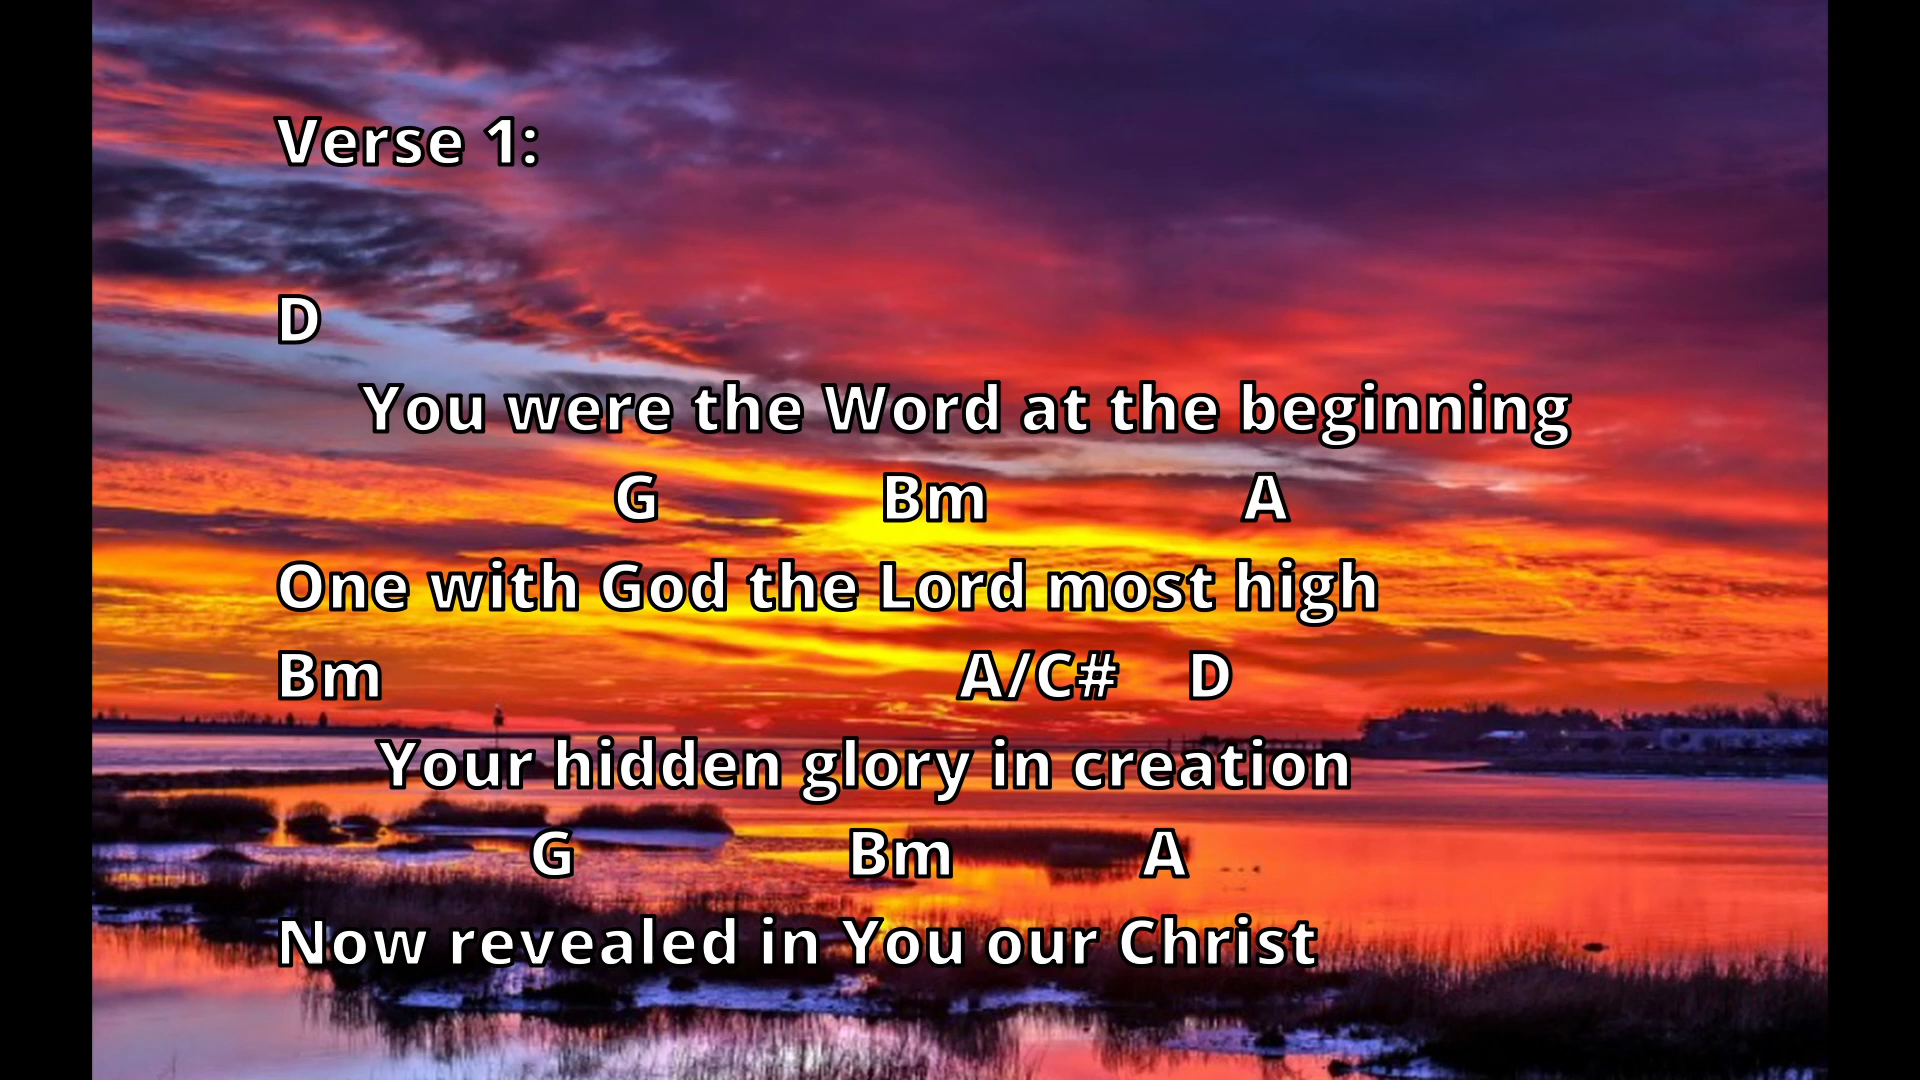 Verse 1:
D
You were the Word at the beginning
G Bm A
One with God the Lord most high
Bm A/C# D
Your hidden glory in creation
G Bm A
Now revealed in You our Christ